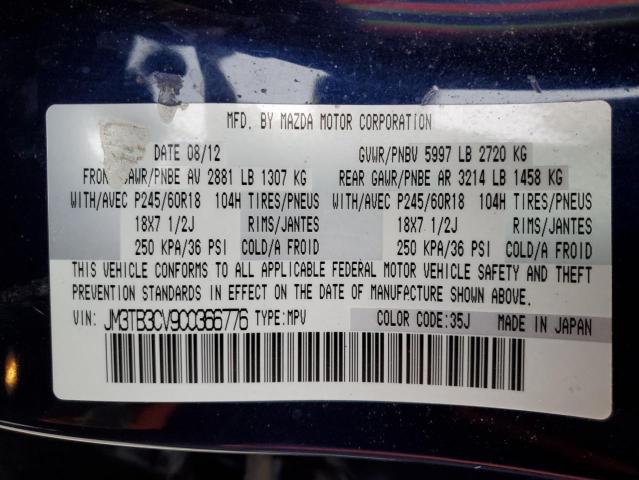 MFD. BY MAZDA MOTOR CORPORATION
DATE 08/12 GVWR/PNBV 5997 LB 2720 KG
FRONT GAWR/PNBE AV 2881 LB 1307 KG REAR GAWR/PNBE AR 3214 LB 1458 KG
WITH/AVEC P245/60R18 104H TIRES/PNEUS WITH/AVEC P245/60R18 104H TIRES/PNEUS
18X7 1/2J RIMS/JANTES 18X7 1/2J RIMS/JANTES
250 KPA/36 PSI COLD/A FROID 250 KPA/36 PSI COLD/A FROID
THIS VEHICLE CONFORMS TO ALL APPLICABLE FEDERAL MOTOR VEHICLE SAFETY AND THEFT
PREVENTION STANDARDS IN EFFECT ON THE DATE OF MANUFACTURE SHOWN ABOVE.
VIN: JM3TB3CV9C0366776 TYPE:MPV COLOR CODE:35J MADE IN JAPAN